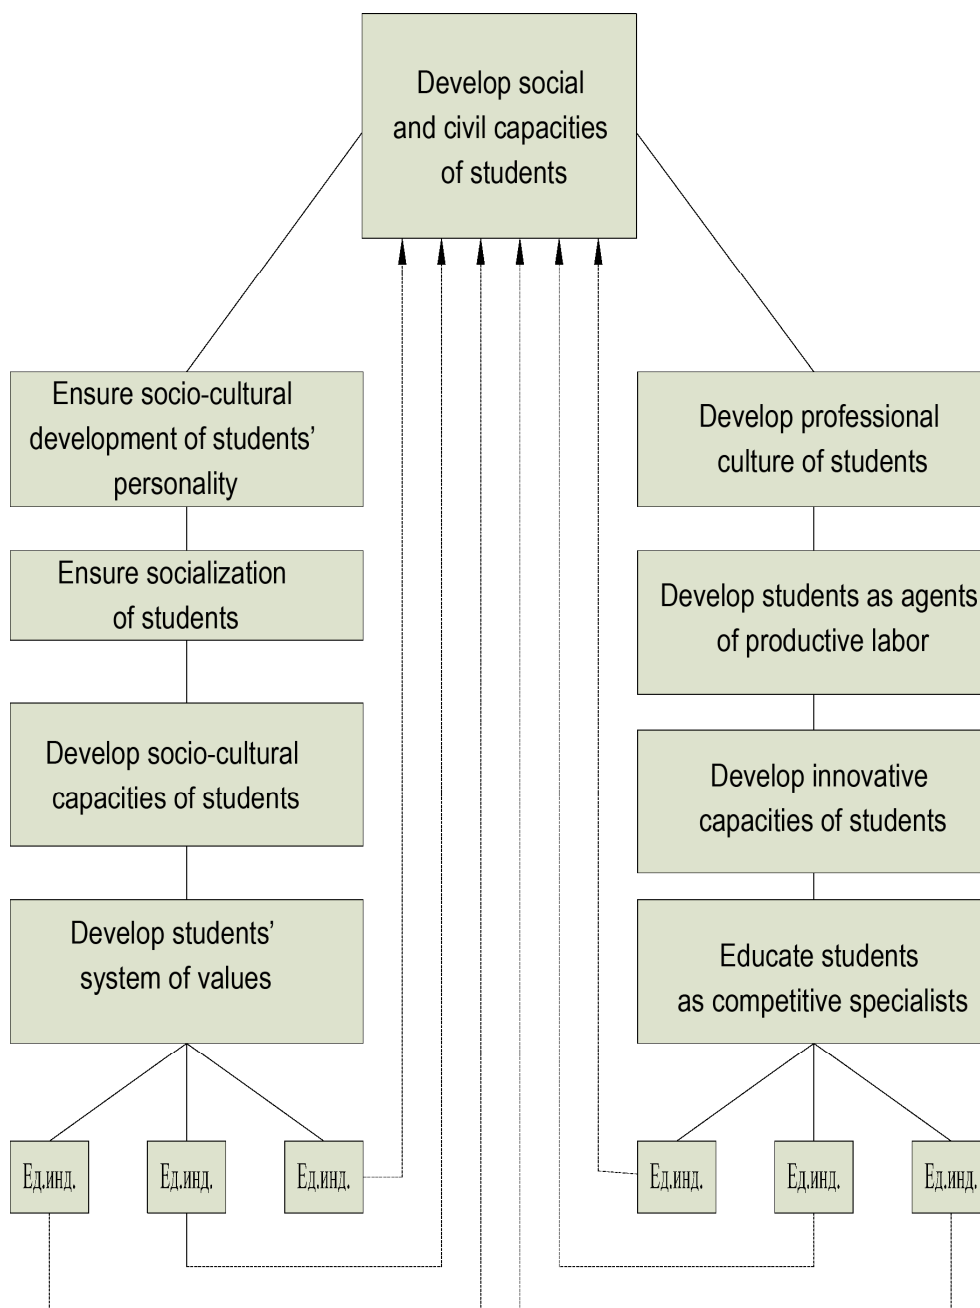 Develop social
and civil capacities
of students
Ensure socio-cultural
development of students’
personality
Ensure socialization
of students
Develop socio-cultural
capacities of students
Develop students’
system of values
Develop professional
culture of students
Develop students as agents
of productive labor
Develop innovative
capacities of students
Educate students
as competitive specialists
Ед.инд.
Ед.инд.
Ед.инд.
Ед.инд.
Ед.инд.
Ед.инд.